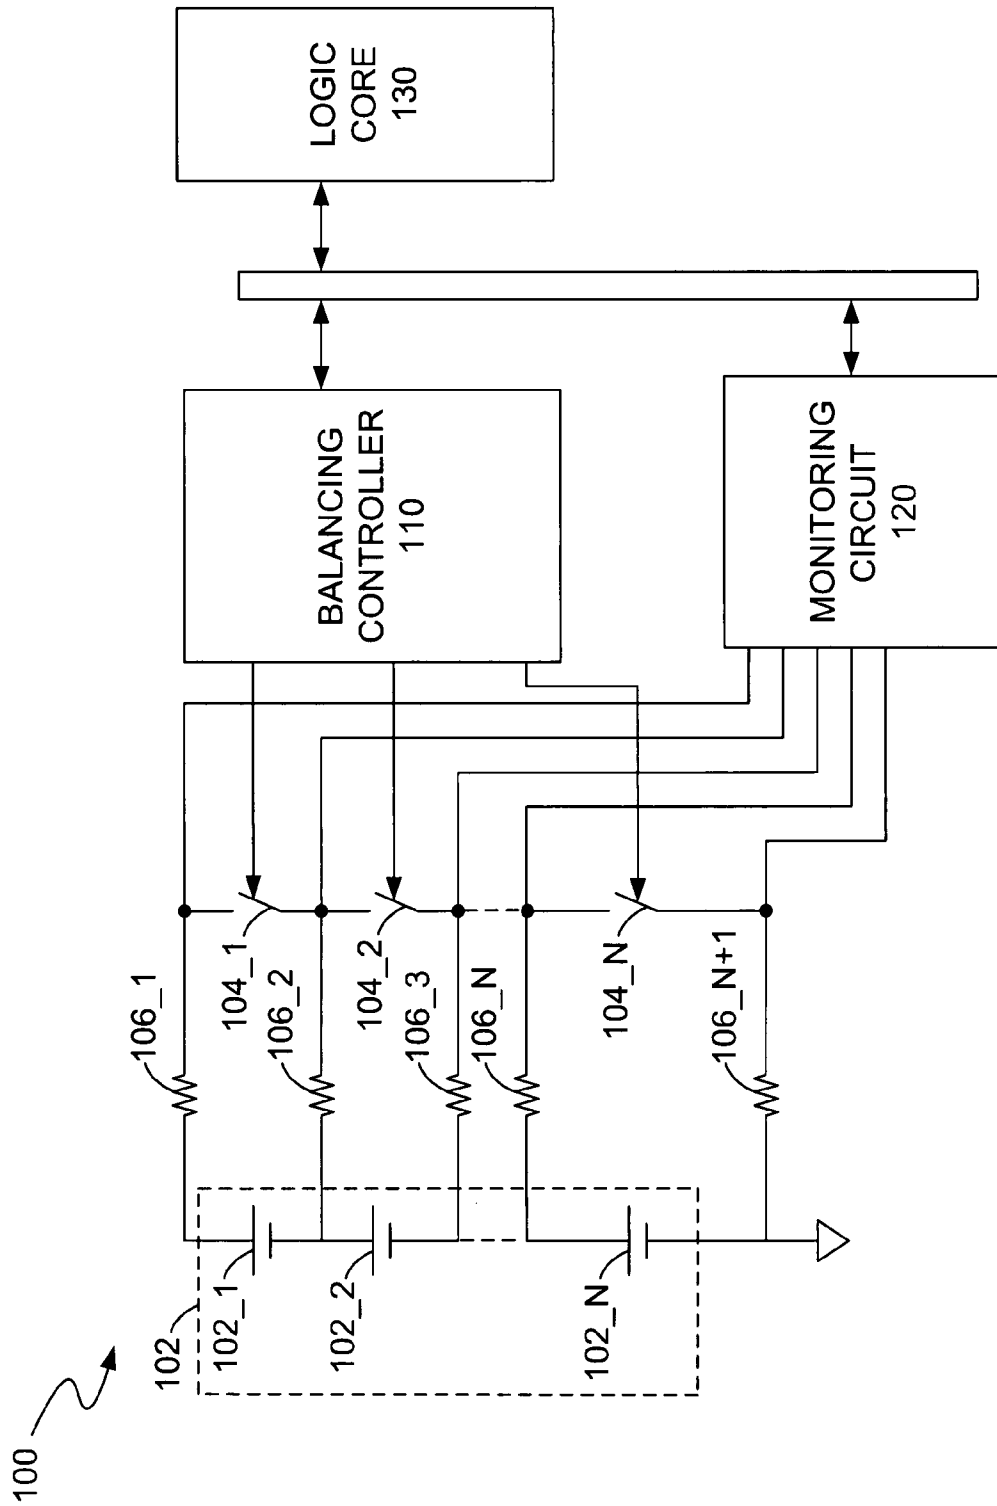 100
102
102_1
102_2
102_N
106_1
104_1
106_2
104_2
106_3
106_N
104_N
106_N+1
BALANCING
CONTROLLER
110
MONITORING
CIRCUIT
120
LOGIC
CORE
130